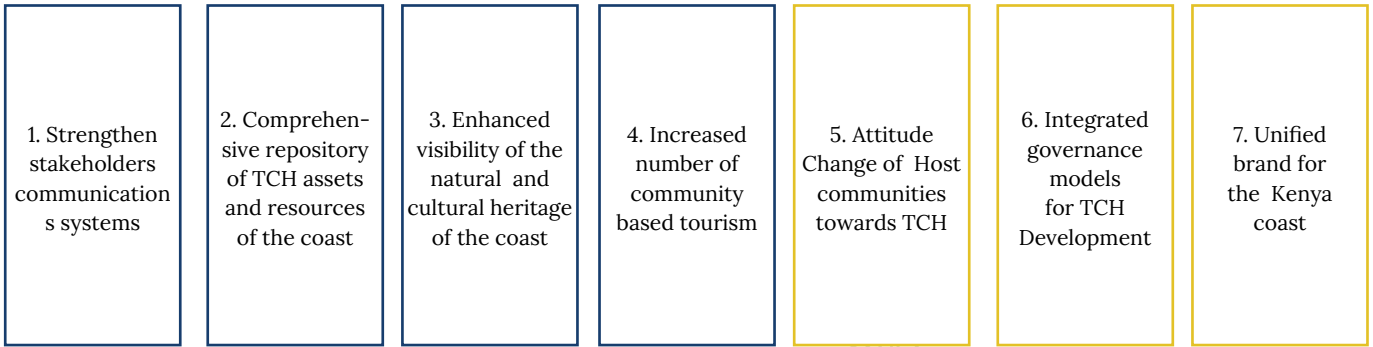 1. Strengthen
stakeholders
communication
s systems
2. Comprehen-
sive repository
of TCH assets
and resources
of the coast
3. Enhanced
visibility of the
natural  and
cultural heritage
of the coast
4. Increased
number of
community
based tourism
5. Attitude
Change of  Host
communities
towards TCH
6. Integrated
governance
models
for TCH
Development
7. Unified
brand for
the  Kenya
coast